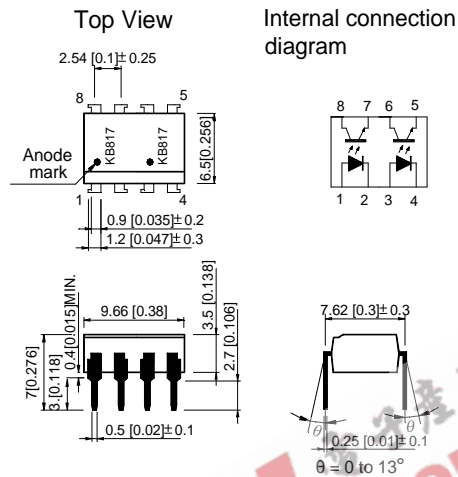 Top View
Internal connection
diagram
2.54 [0.1]± 0.25
8
5
KB817
KB817
Anode
mark
6.5[0.256]
1
4
0.9 [0.035]± 0.2
1.2 [0.047]± 0.3
8 7 6 5
1 2 3 4
9.66 [0.38]
0.4[0.015]MIN.
3.5 [0.138]
2.7 [0.106]
7[0.276]
3.[0.118]
0.5 [0.02]± 0.1
7.62 [0.3]± 0.3
θ
θ
0.25 [0.01]± 0.1
θ = 0 to 13°